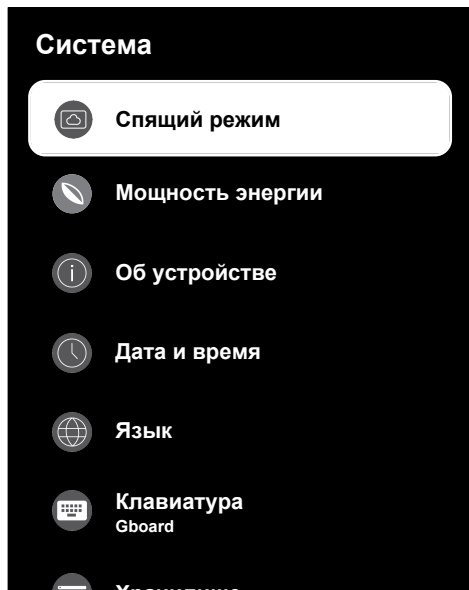 Система
Спящий режим
Мощность энергии
Об устройстве
Дата и время
Язык
Клавиатура
Gboard